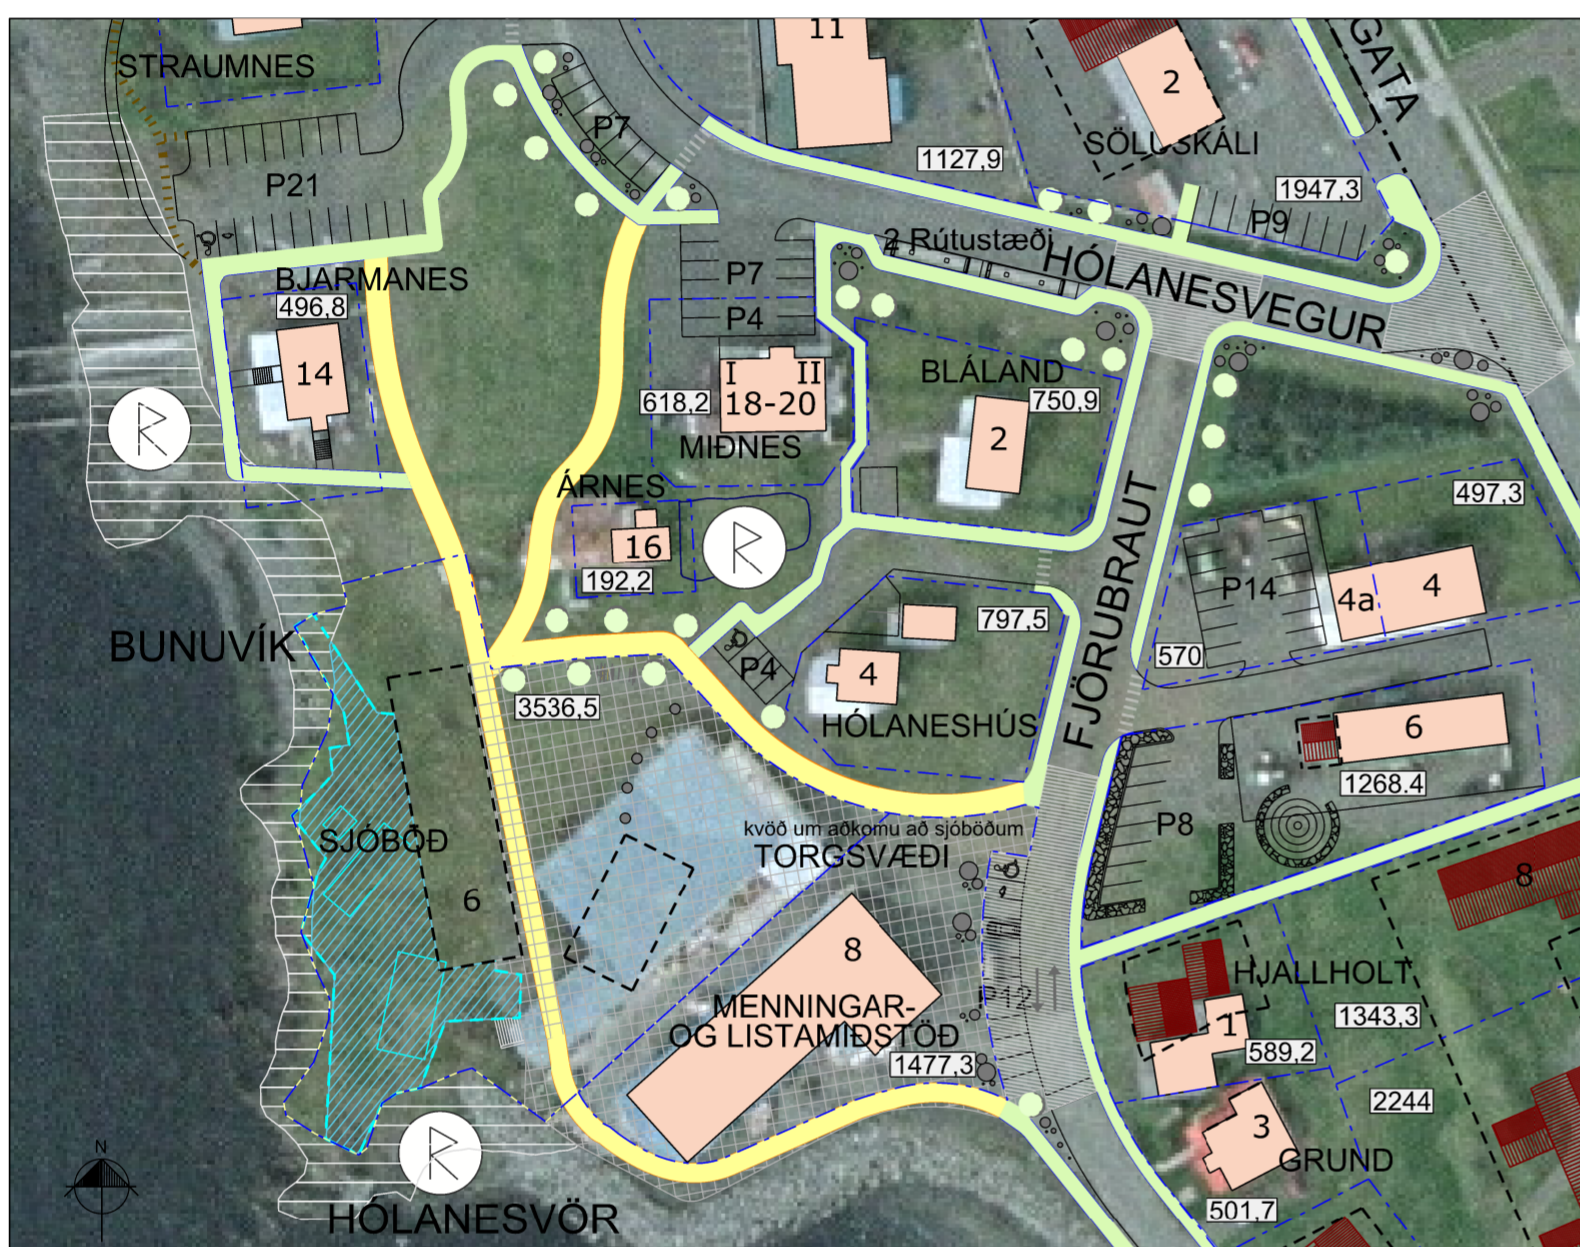 11
GATA
STRAUMNES
2
P7
SÖLUSKÁLI
1127,9
P21
1947,3
P9
2 Rútustæði
HÓLANESVEGUR
BJARMANES
496,8
P7
P4
14
I II
18-20
618,2
MIÐNES
BLÁLAND
750,9
2
ÁRNES
16
192,2
497,3
P14
4a
4
797,5
570
FJÖRUBRAUT
BUNUVÍK
P4
4
HÓLANESHÚS
3536,5
6
1268.4
P8
kvöð um aðkomu að sjóböðum
TORGSVÆÐI
SJÓBÖÐ
6
8
8
MENNINGAR-
OG LISTAMIÐSTÖÐ
1477,3
P12
HJALLHOLT
1343,3
1
589,2
2244
3
GRUND
501,7
N
HÓLANESVÖR
R
R
R